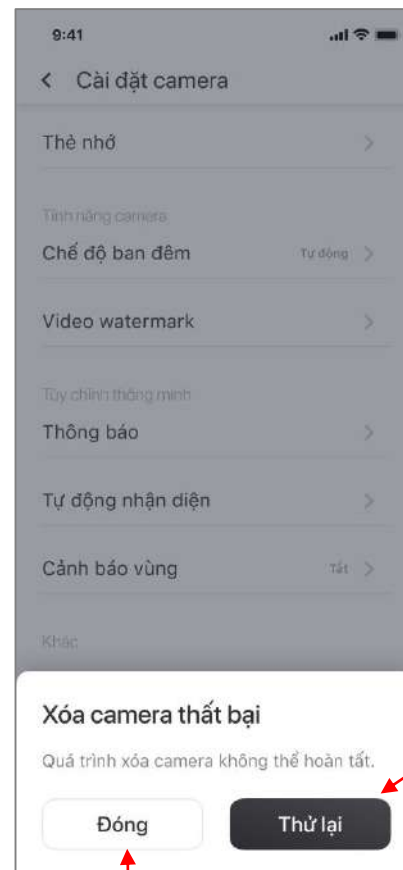 9:41
Cài đặt camera
Thẻ nhớ
Tính năng camera
Chế độ ban đêm Tự động
Video watermark
Tùy chỉnh thông minh
Thông báo
Tự động nhận diện
Cảnh báo vùng Tắt
Khác
Xóa camera thất bại
Quá trình xóa camera không thể hoàn tất.
Đóng Thử lại